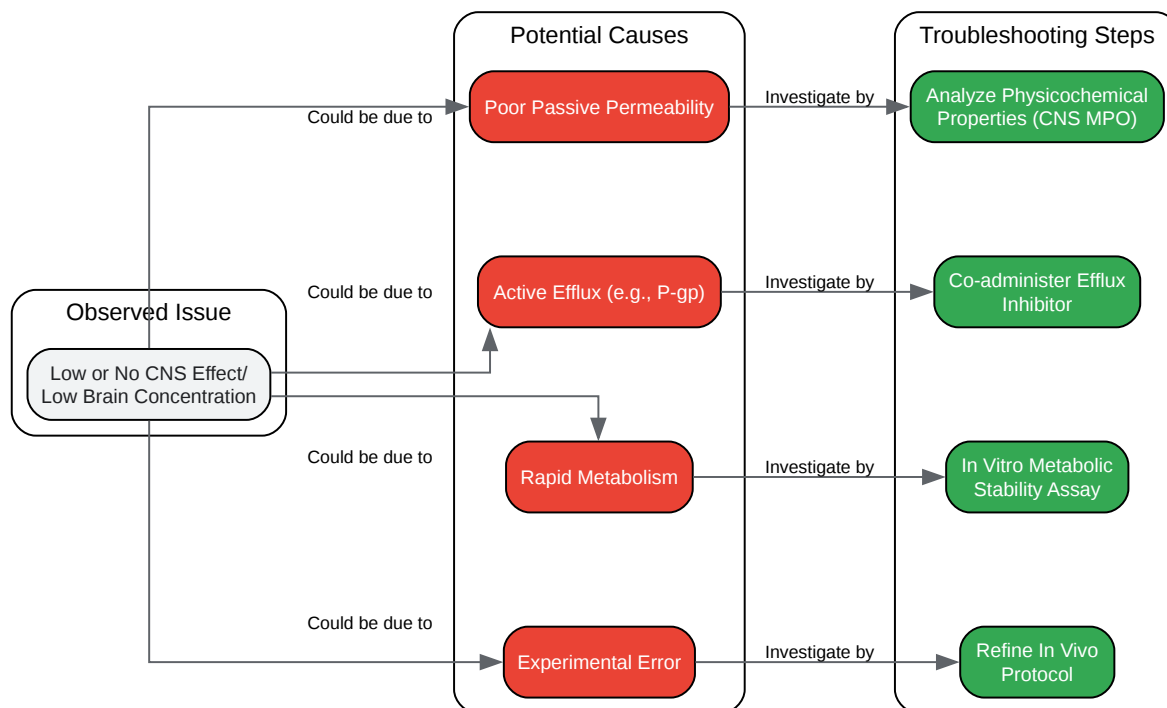 Potential Causes
Troubleshooting Steps
Poor Passive Permeability
Investigate by
Analyze Physicochemical
Properties (CNS MPO)
Could be due to
Active Efflux (e.g., P-gp)
Investigate by
Co-administer Efflux
Inhibitor
Could be due to
Observed Issue
Low or No CNS Effect/
Low Brain Concentration
Could be due to
Rapid Metabolism
Investigate by
In Vitro Metabolic
Stability Assay
Could be due to
Experimental Error
Investigate by
Refine In Vivo
Protocol